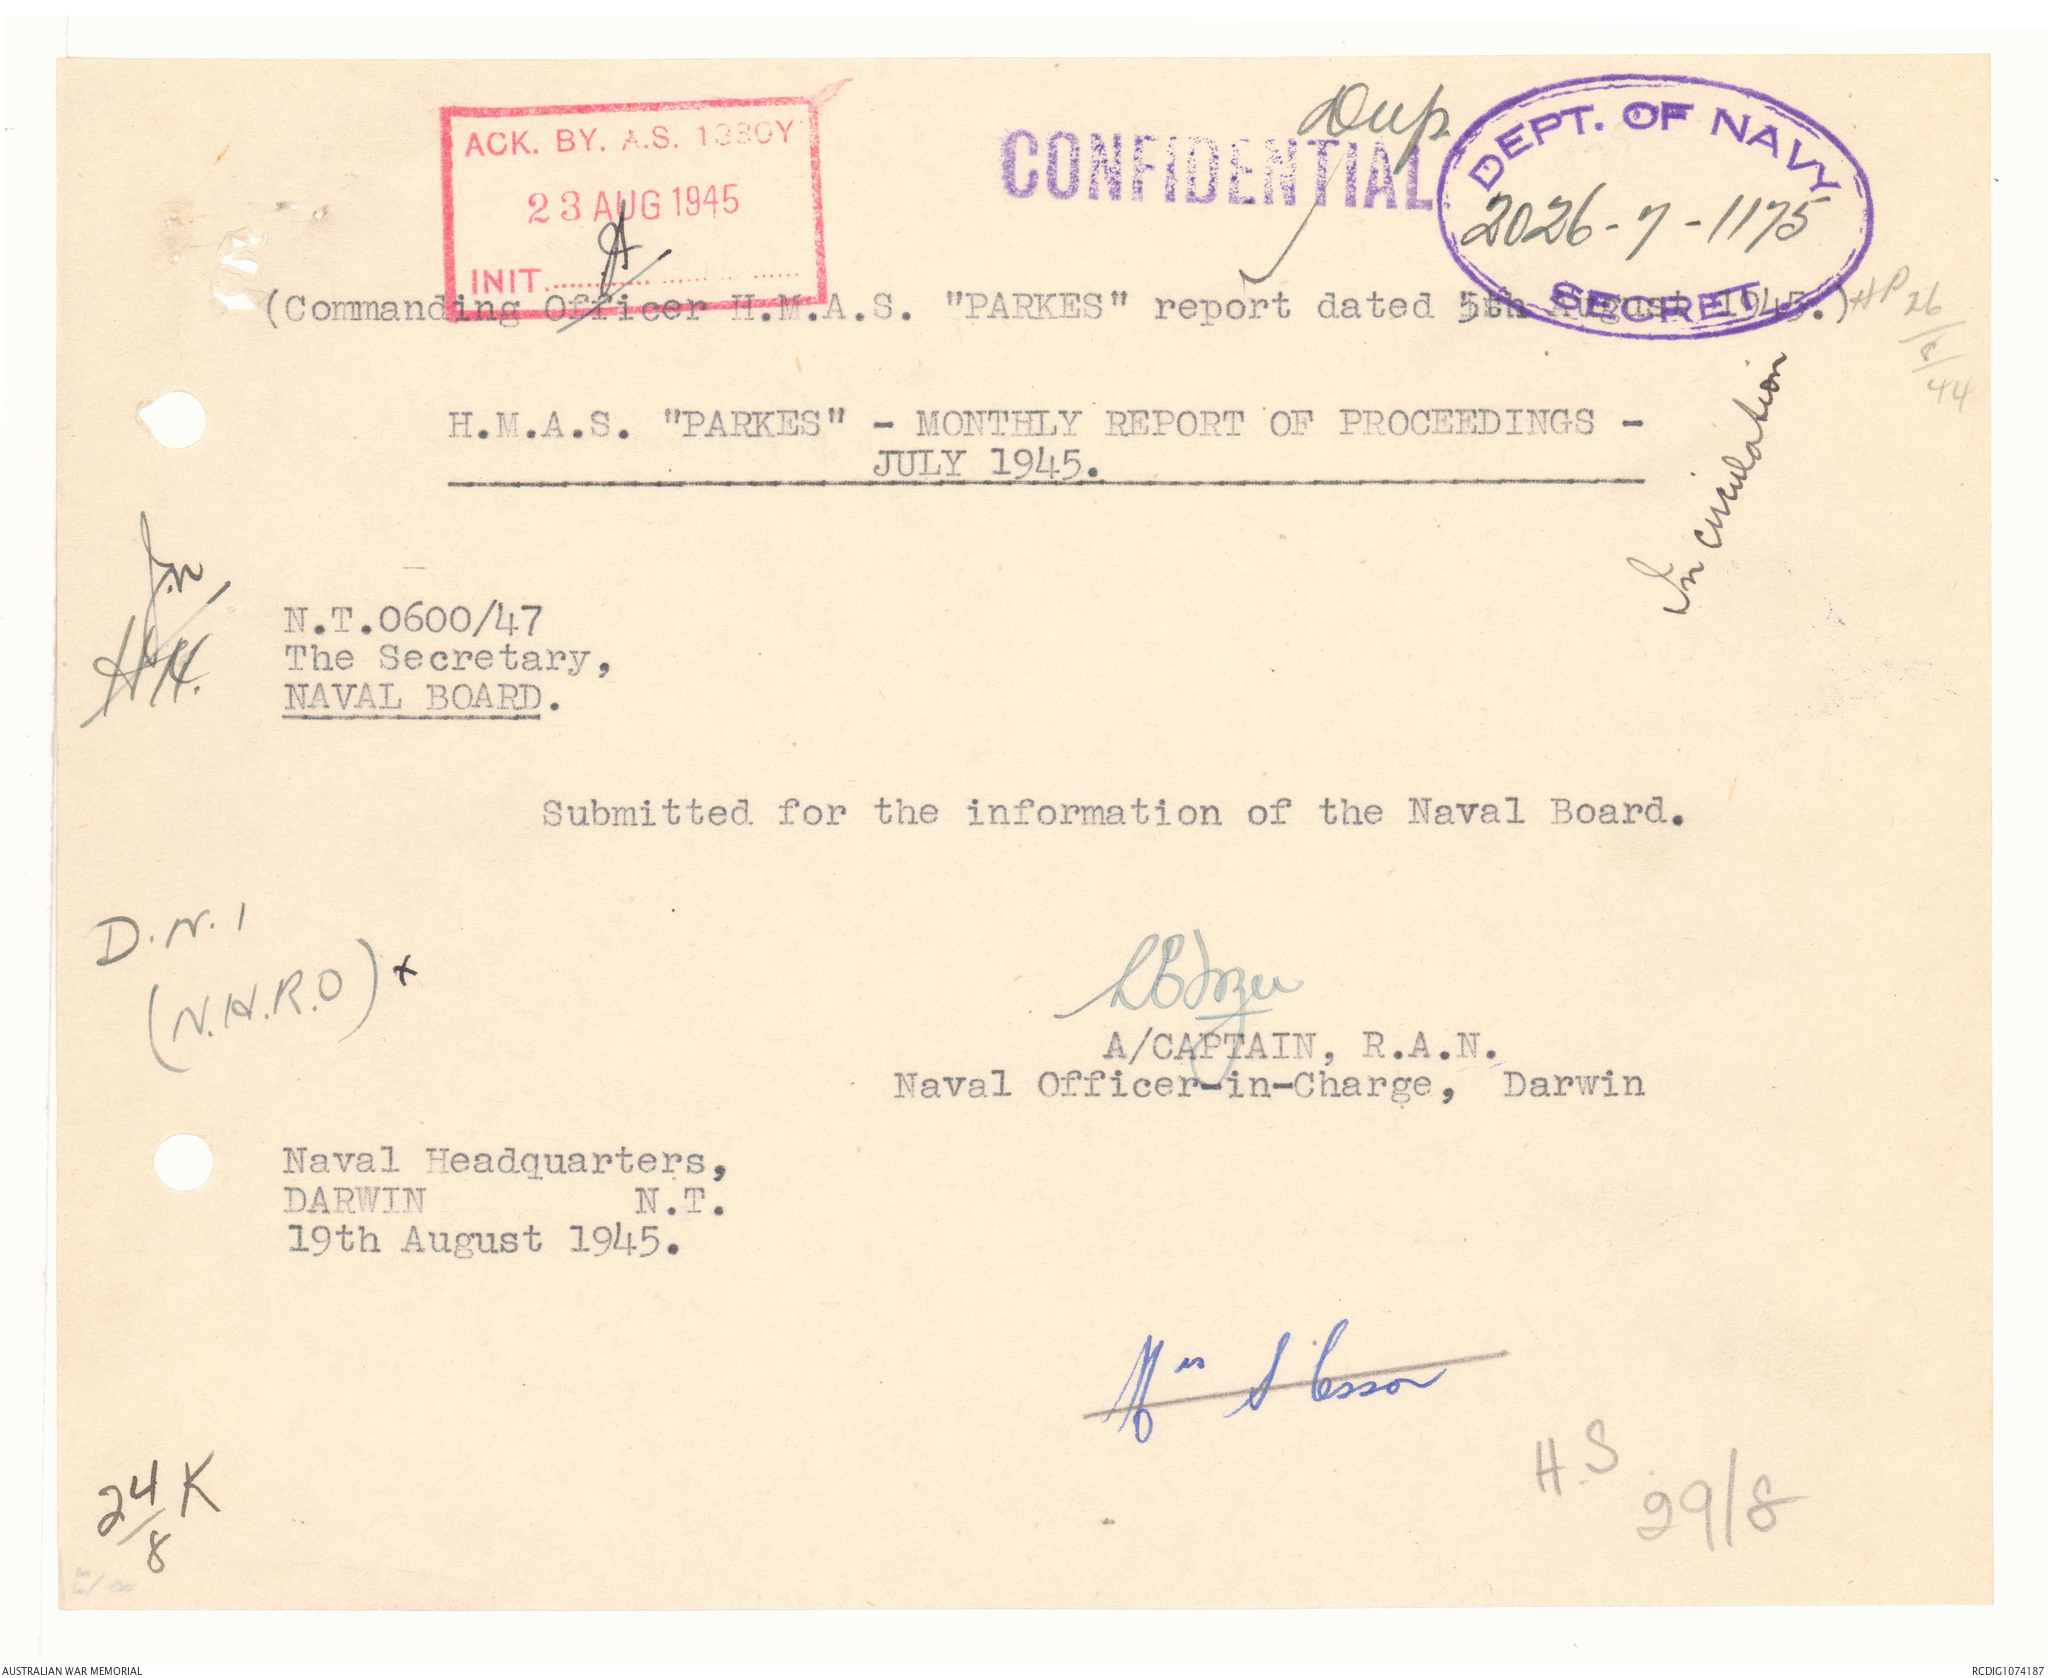 ACK. BY. A.S. 1330Y
23 AUG 1945
INIT.
CONFIDENTIAL
Dup.
DEPT. OF NAVY
2026-7-1175
SECRET
(Commanding Officer H.M.A.S. "PARKES" report dated 5th August 1945.)
26
8
44
In circulation
H.M.A.S. "PARKES" - MONTHLY REPORT OF PROCEEDINGS -
JULY 1945.
N.T.0600/47
The Secretary,
NAVAL BOARD.
Submitted for the information of the Naval Board.
D.N.I
(N.H.R.O) x
A/CAPTAIN, R.A.N.
Naval Officer-in-Charge, Darwin
Naval Headquarters,
DARWIN N.T.
19th August 1945.
H.S
29/8
24/8 K
AUSTRALIAN WAR MEMORIAL
RCDIG1074187